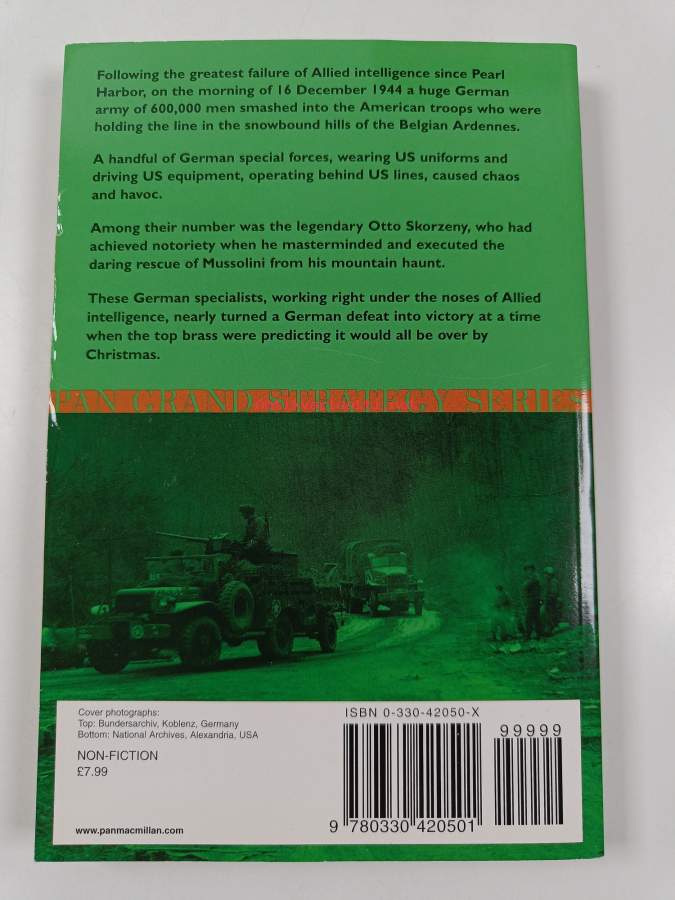 Following the greatest failure of Allied intelligence since Pearl
Harbor, on the morning of 16 December 1944 a huge German
army of 600,000 men smashed into the American troops who were
holding the line in the snowbound hills of the Belgian Ardennes.
A handful of German special forces, wearing US uniforms and
driving US equipment, operating behind US lines, caused chaos
and havoc.
Among their number was the legendary Otto Skorzeny, who had
achieved notoriety when he masterminded and executed the
daring rescue of Mussolini from his mountain haunt.
These German specialists, working right under the noses of Allied
intelligence, nearly turned a German defeat into victory at a time
when the top brass were predicting it would all be over by
Christmas.
PAN GRAND STRATEGY SERIES
Cover photographs:
Top: Bundersarchiv, Koblenz, Germany
Bottom: National Archives, Alexandria, USA
NON-FICTION
£7.99
www.panmacmillan.com
ISBN 0-330-42050-X
99999
9 780330 420501